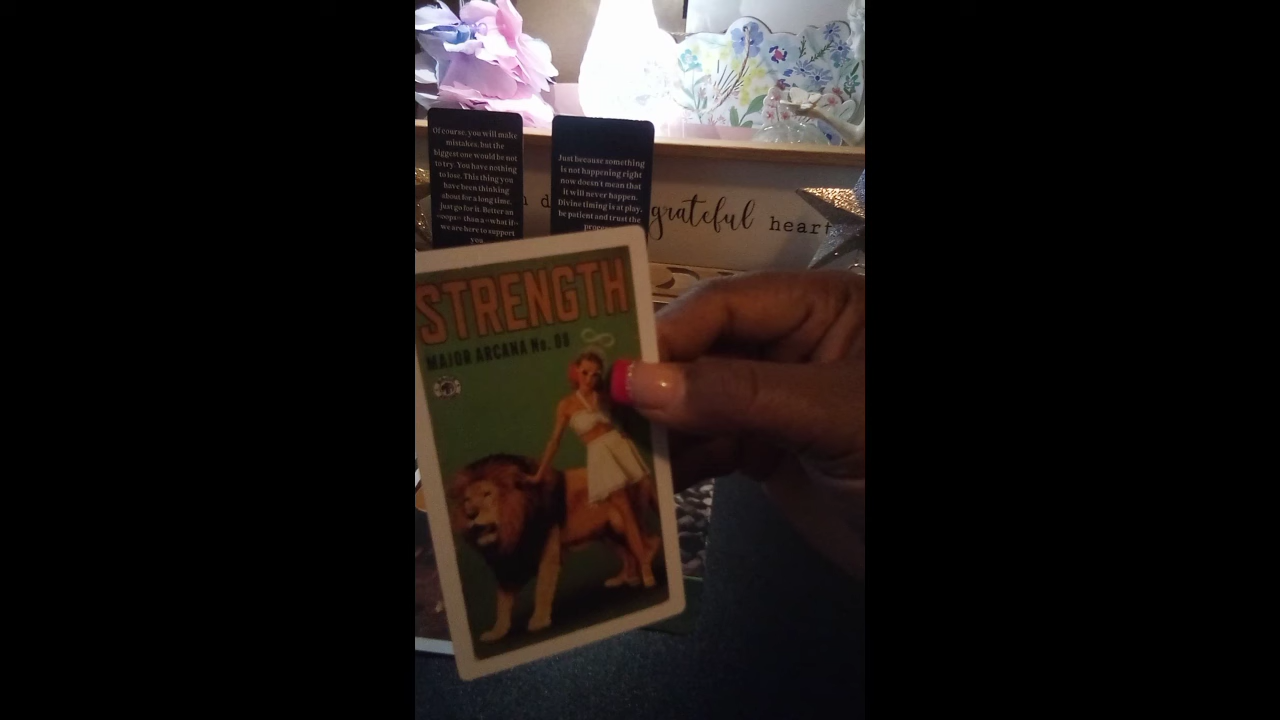 Of course, you will make
mistakes, but the
biggest one would be not
to try. You have nothing
to lose. This thing you
have been thinking
about for a long time.
Just go for it. Better an
«oops» than a «what if»
we are here to support
you
Just because something
is not happening right
now doesn't mean that
it will never happen.
Divine timing is at play,
be patient and trust the
grateful heart
STRENGTH
MAJOR ARCANA No. 08